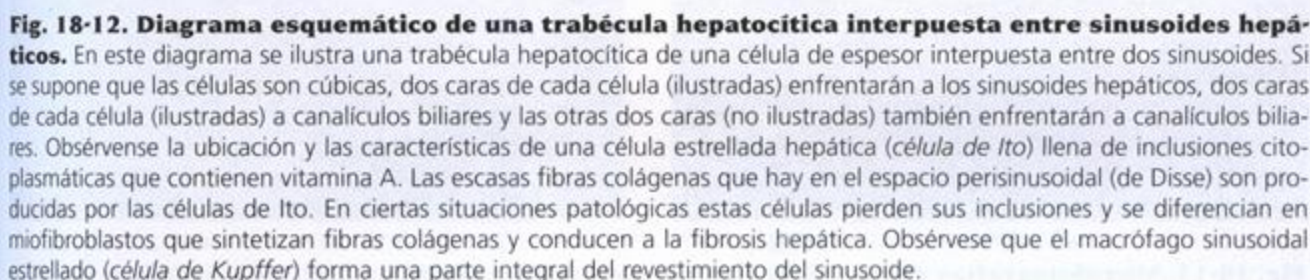 Fig. 18-12. Diagrama esquemático de una trabécula hepatocítica interpuesta entre sinusoides hepá-
ticos. En este diagrama se ilustra una trabécula hepatocítica de una célula de espesor interpuesta entre dos sinusoides. Si
se supone que las células son cúbicas, dos caras de cada célula (ilustradas) enfrentarán a los sinusoides hepáticos, dos caras
de cada célula (ilustradas) a canalículos biliares y las otras dos caras (no ilustradas) también enfrentarán a canalículos bilia-
res. Obsérvense la ubicación y las características de una célula estrellada hepática (célula de Ito) llena de inclusiones cito-
plasmáticas que contienen vitamina A. Las escasas fibras colágenas que hay en el espacio perisinusoidal (de Disse) son pro-
ducidas por las células de Ito. En ciertas situaciones patológicas estas células pierden sus inclusiones y se diferencian en
miofibroblastos que sintetizan fibras colágenas y conducen a la fibrosis hepática. Obsérvese que el macrófago sinusoidal
estrellado (célula de Kupffer) forma una parte integral del revestimiento del sinusoide.